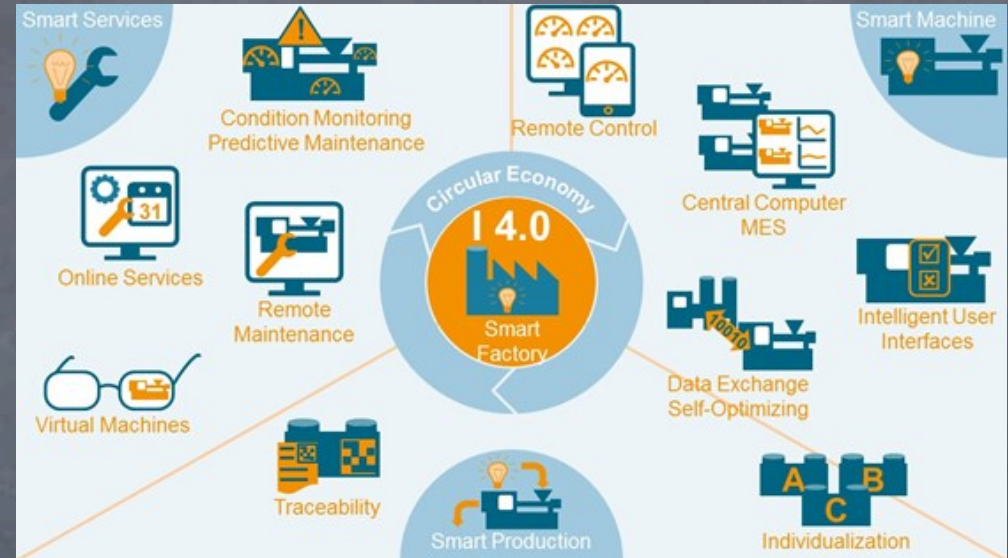 Smart Services
Smart Machine
Condition Monitoring
Predictive Maintenance
Remote Control
Central Computer
MES
31
Online Services
Remote
Maintenance
Circular Economy
I 4.0
Smart
Factory
Intelligent User
Interfaces
10010
Data Exchange
Self-Optimizing
Virtual Machines
Traceability
Smart Production
A
B
C
Individualization